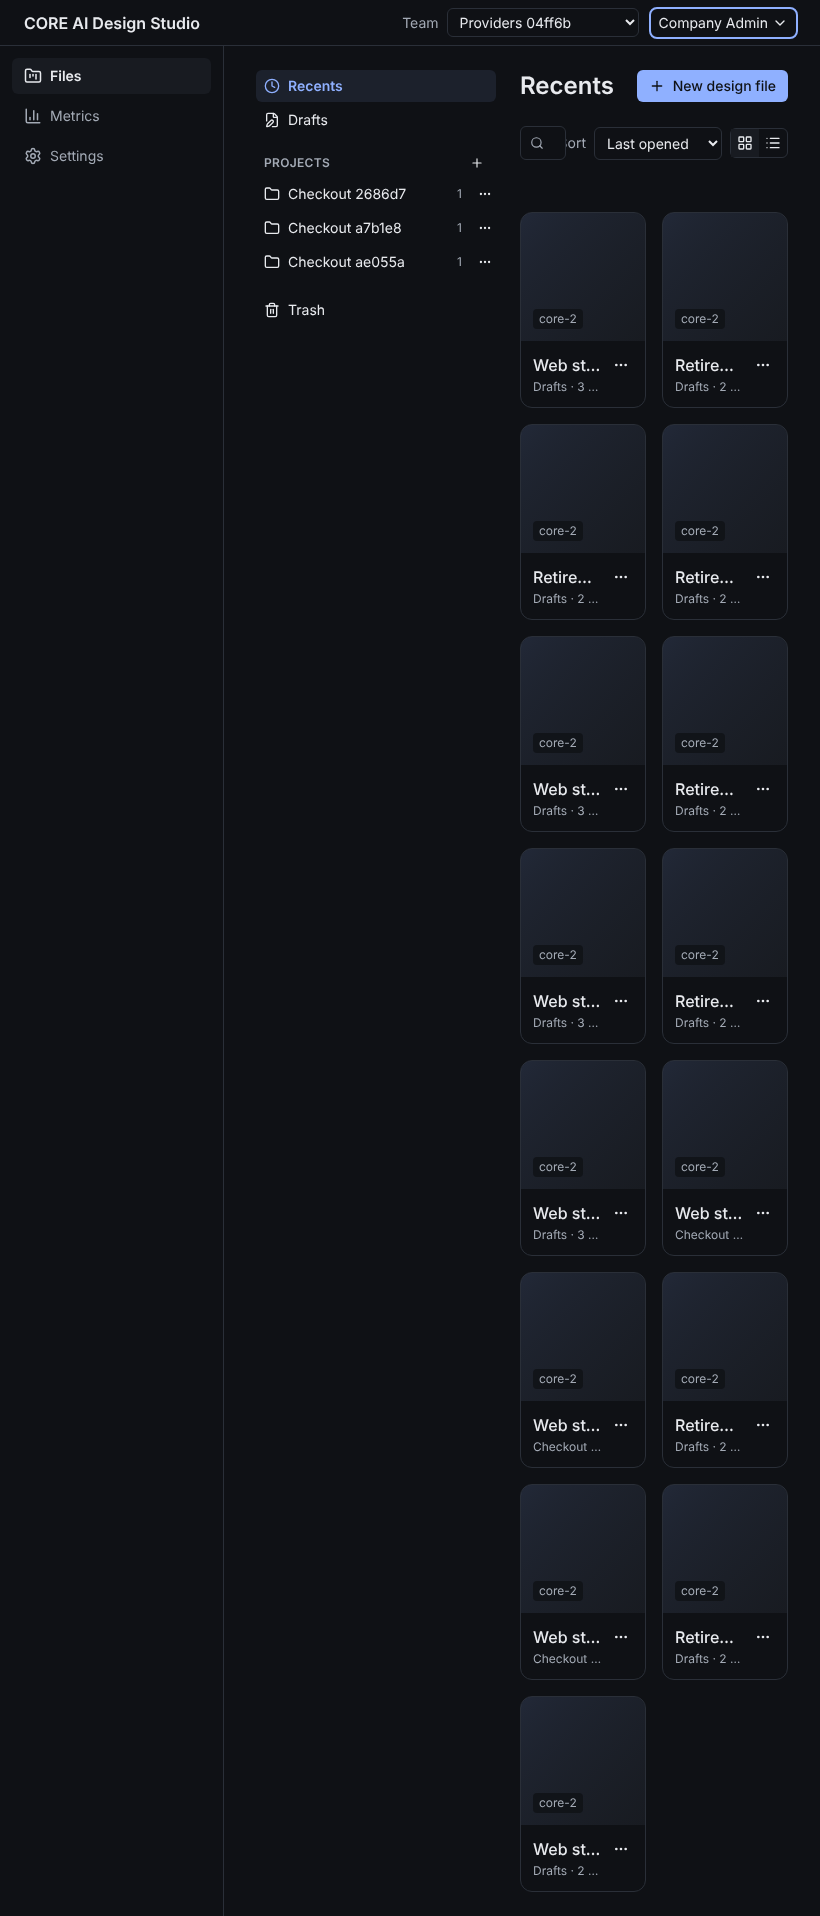 CORE AI Design Studio
Team
Providers 04ff6b
Company Admin
Files
Metrics
Settings
Recents
Drafts
PROJECTS
Checkout 2686d7 1
Checkout a7b1e8 1
Checkout ae055a 1
Trash
Recents
New design file
ort
Last opened
core-2
Web st...
Drafts · 3 ...
core-2
Retire...
Drafts · 2 ...
core-2
Retire...
Drafts · 2 ...
core-2
Retire...
Drafts · 2 ...
core-2
Web st...
Drafts · 3 ...
core-2
Retire...
Drafts · 2 ...
core-2
Web st...
Drafts · 3 ...
core-2
Retire...
Drafts · 2 ...
core-2
Web st...
Drafts · 3 ...
core-2
Web st...
Checkout ...
core-2
Web st...
Checkout ...
core-2
Retire...
Drafts · 2 ...
core-2
Web st...
Checkout ...
core-2
Retire...
Drafts · 2 ...
core-2
Web st...
Drafts · 2 ...